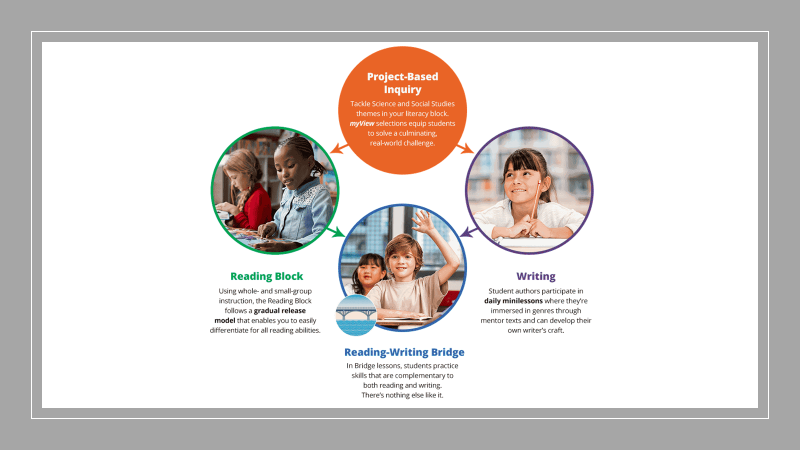 Project-Based
Inquiry
Tackle Science and Social Studies
themes in your literacy block.
myView selections equip students
to solve a culminating,
real-world challenge.
Reading Block
Using whole- and small-group
instruction, the Reading Block
follows a gradual release
model that enables you to easily
differentiate for all reading abilities.
Writing
Student authors participate in
daily minilessons where they're
immersed in genres through
mentor texts and can develop their
own writer's craft.
Reading-Writing Bridge
In Bridge lessons, students practice
skills that are complementary to
both reading and writing.
There's nothing else like it.